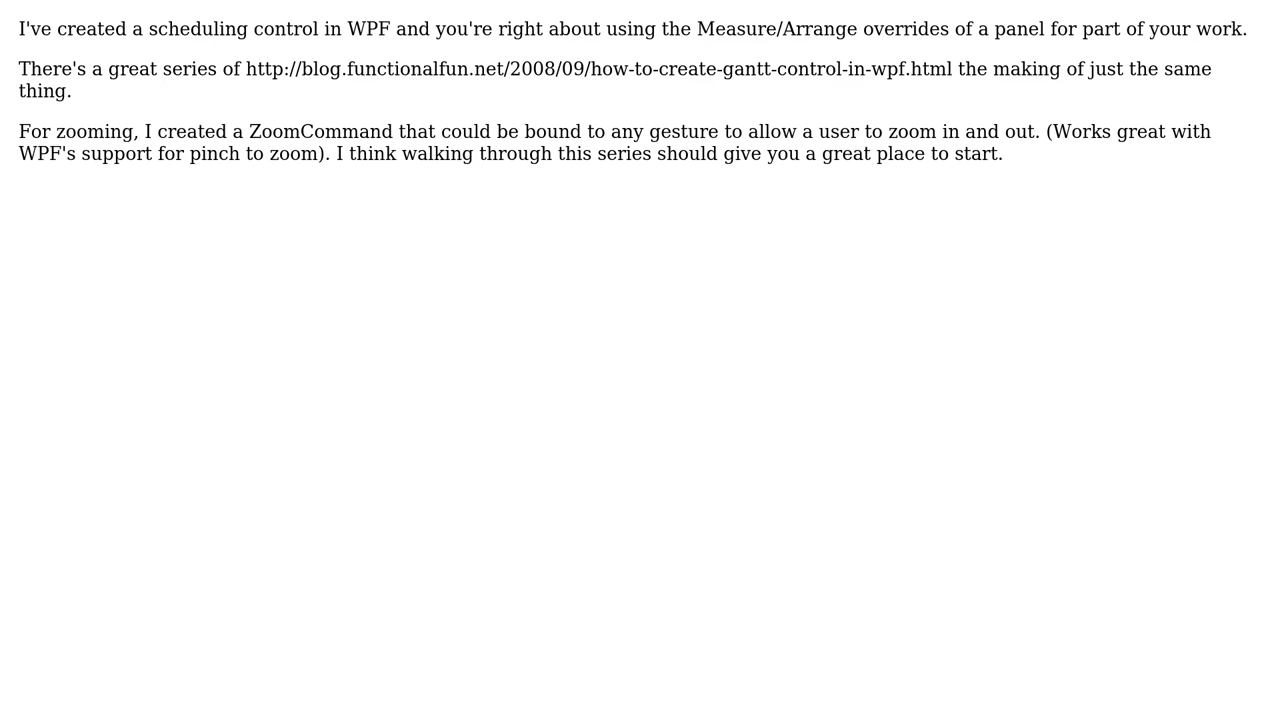 I've created a scheduling control in WPF and you're right about using the Measure/Arrange overrides of a panel for part of your work.
There's a great series of http://blog.functionalfun.net/2008/09/how-to-create-gantt-control-in-wpf.html the making of just the same
thing.
For zooming, I created a ZoomCommand that could be bound to any gesture to allow a user to zoom in and out. (Works great with
WPF's support for pinch to zoom). I think walking through this series should give you a great place to start.